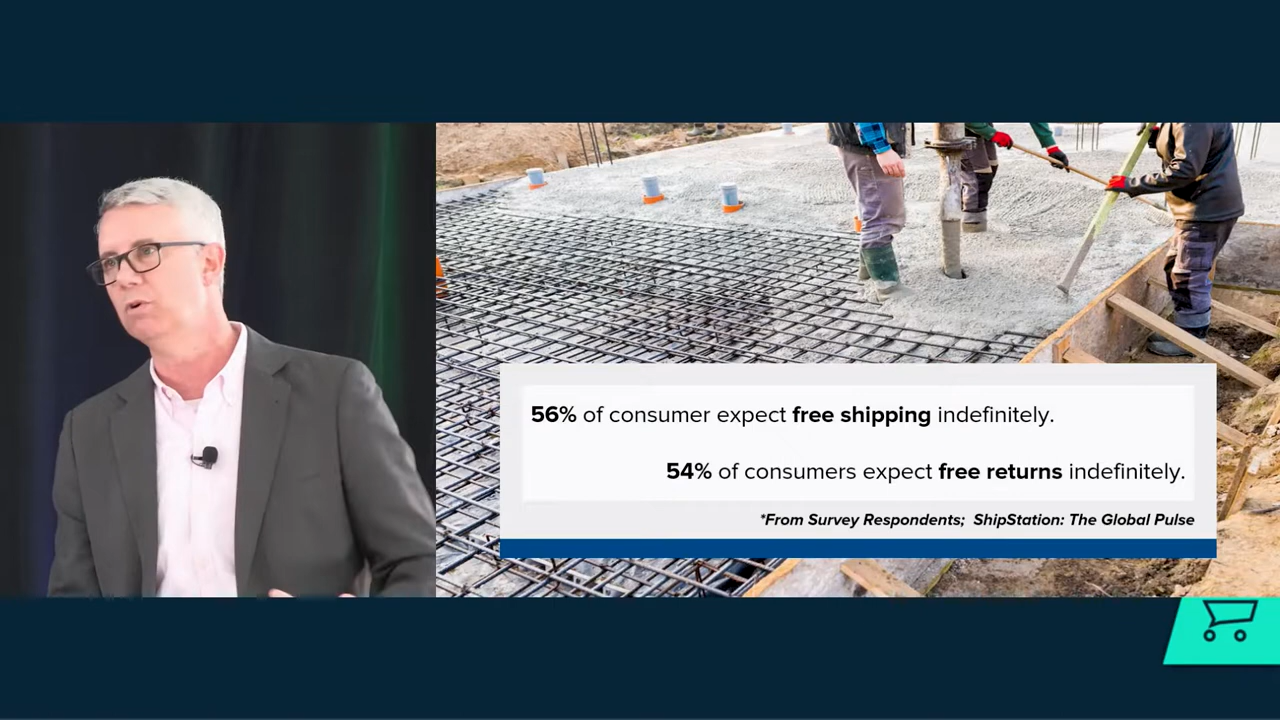 56% of consumer expect free shipping indefinitely.
54% of consumers expect free returns indefinitely.
*From Survey Respondents; ShipStation: The Global Pulse